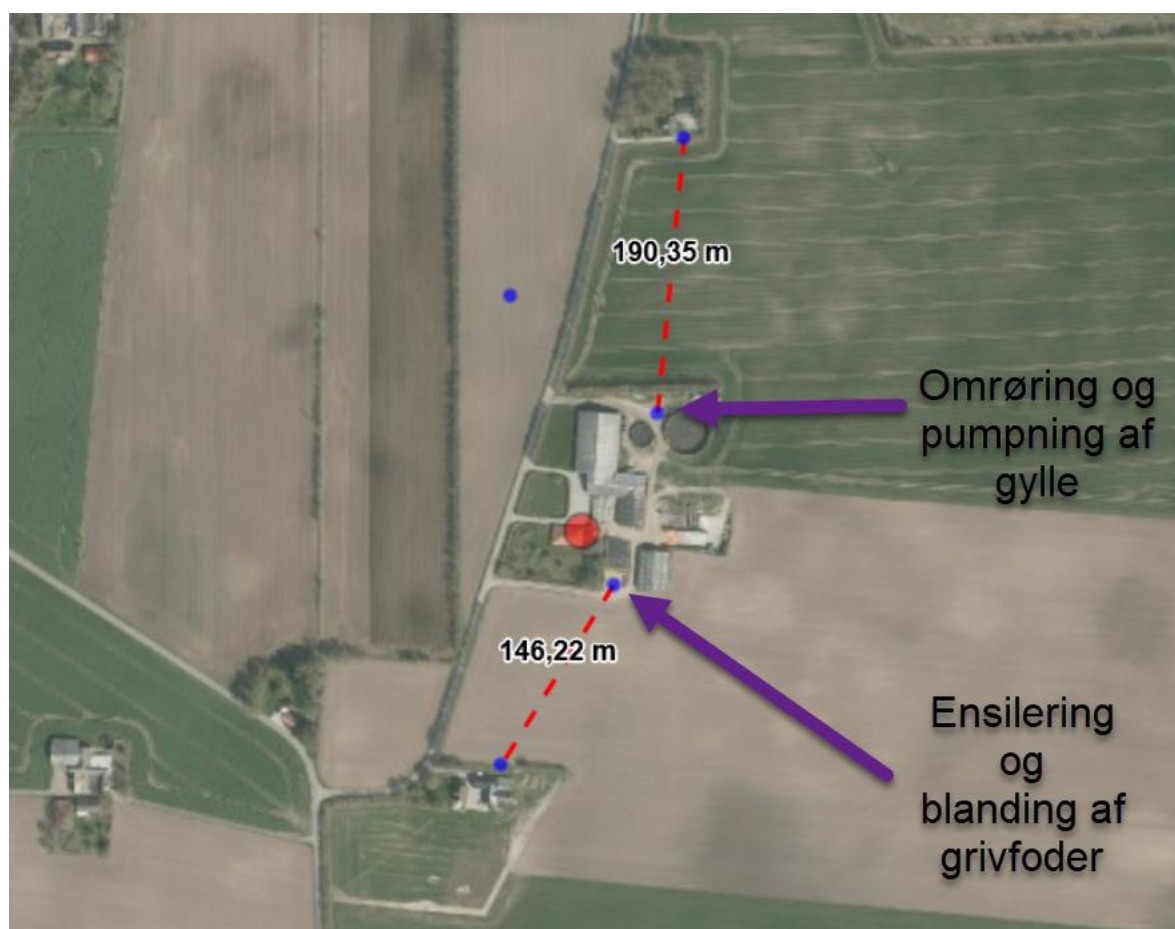 190,35 m
Omrøring og
pumpning af
gylle
146,22 m
Ensilering
og
blanding af
grivfoder